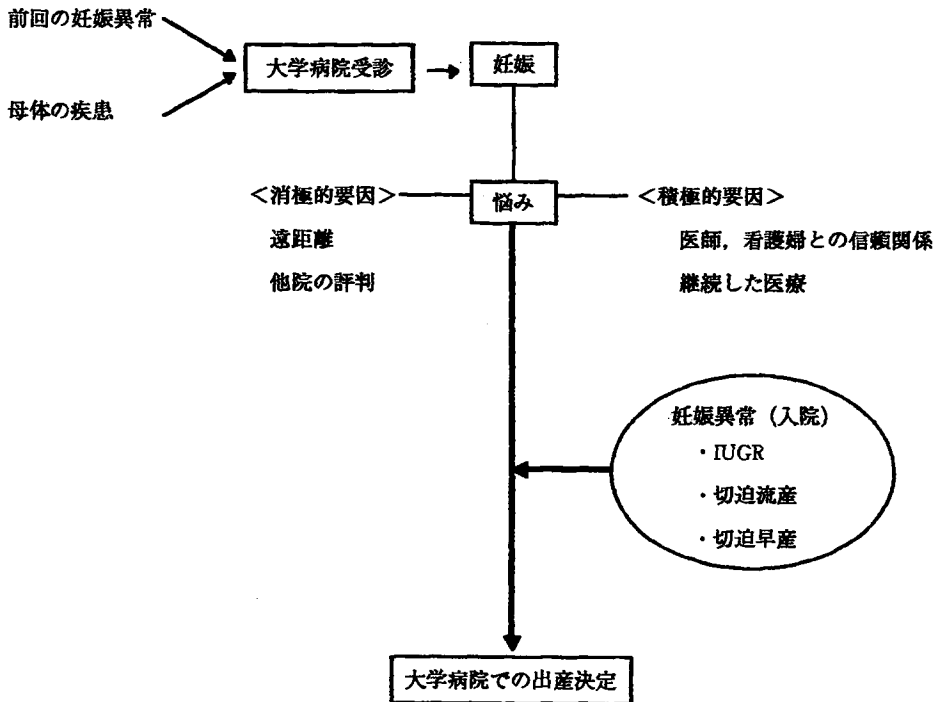 前回の妊娠異常
大学病院受診
妊娠
母体の疾患
<消極的要因>
悩み
<積極的要因>
遠距離
医師,看護婦との信頼関係
他院の評判
継続した医療
妊娠異常(入院)
・IUGR
・切迫流産
・切迫早産
大学病院での出産決定